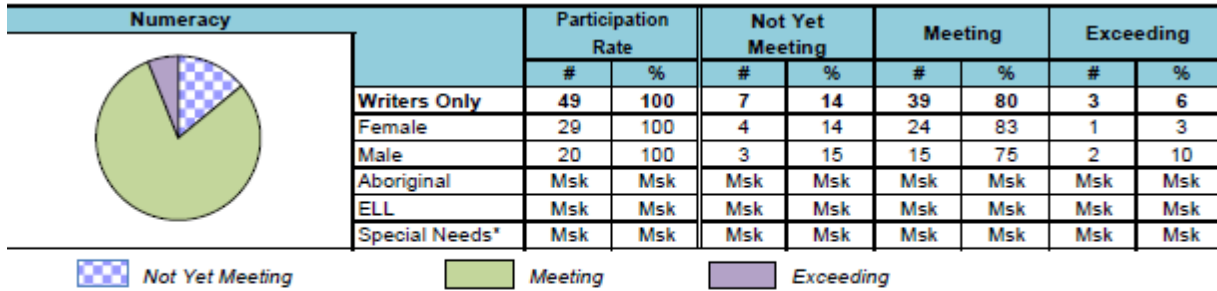 Numeracy Participation Rate Not Yet Meeting Meeting Exceeding
# % # % # % # %
Writers Only 49 100 7 14 39 80 3 6
Female 29 100 4 14 24 83 1 3
Male 20 100 3 15 15 75 2 10
Aboriginal Msk Msk Msk Msk Msk Msk Msk Msk
ELL Msk Msk Msk Msk Msk Msk Msk Msk
Special Needs* Msk Msk Msk Msk Msk Msk Msk Msk
Not Yet Meeting Meeting Exceeding